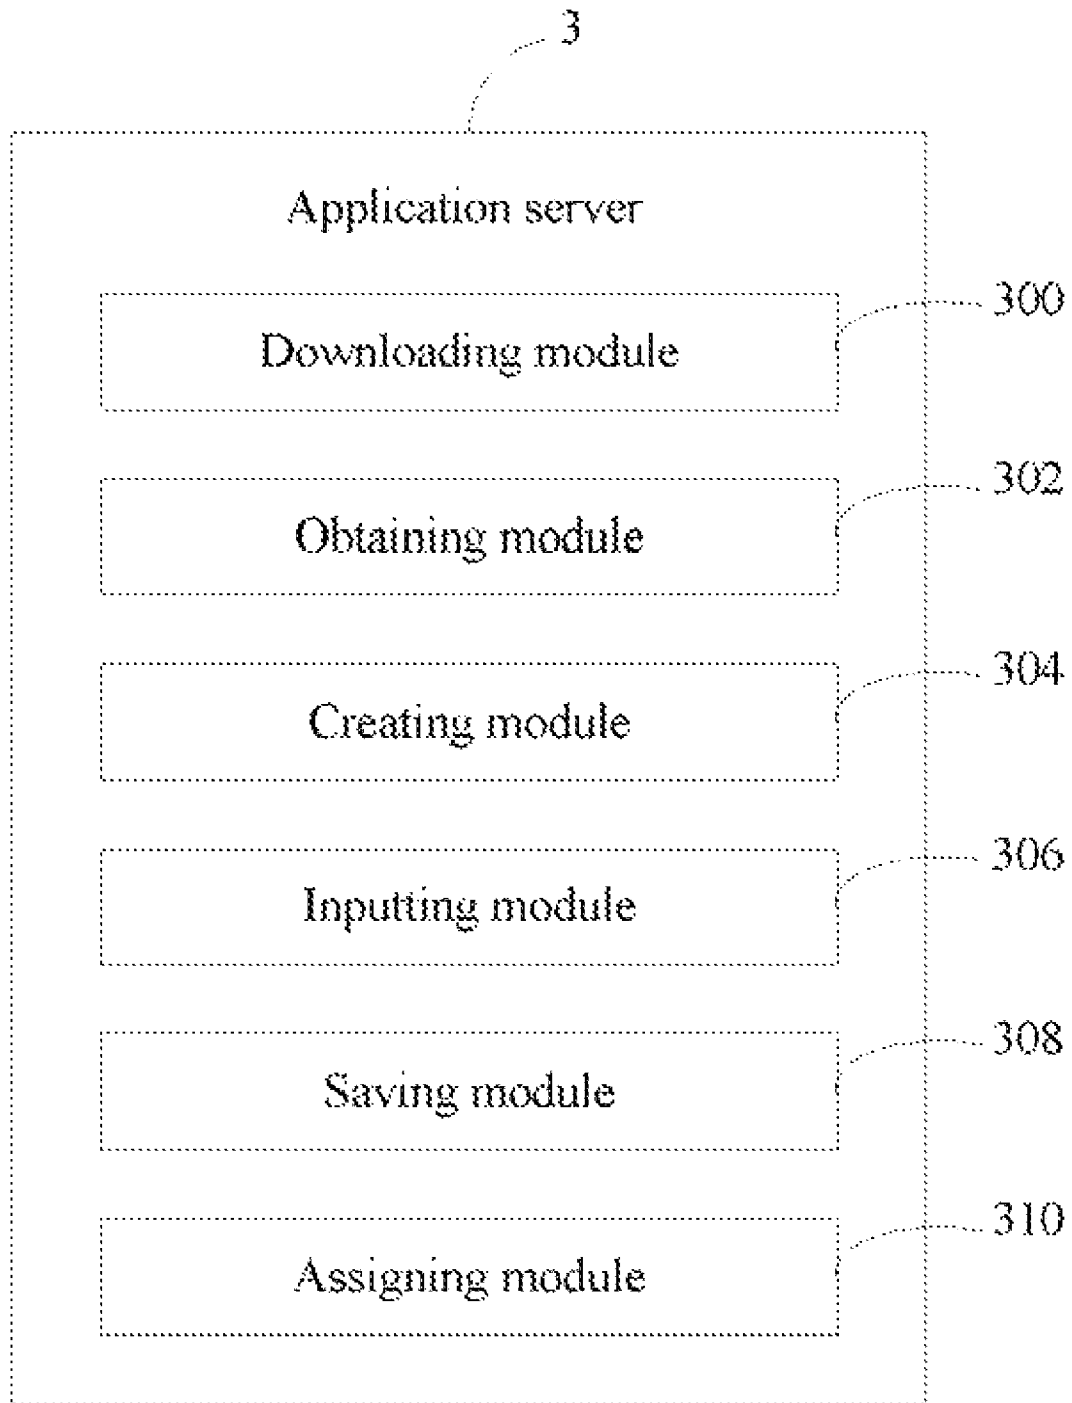 3
Application server
300
Downloading module
302
Obtaining module
304
Creating module
306
Inputting module
308
Saving module
310
Assigning module